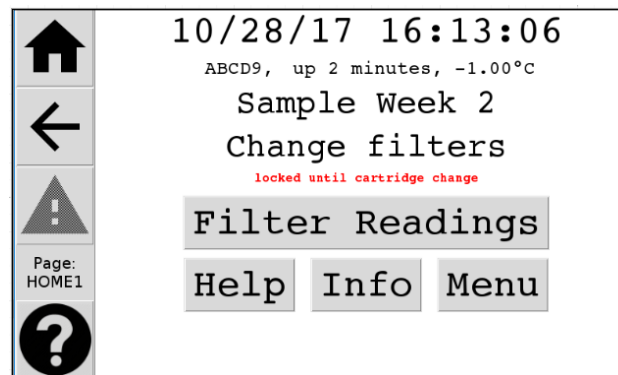 10/28/17 16:13:06
ABCD9, up 2 minutes, -1.00°C
Sample Week 2
Change filters
locked until cartridge change
Filter Readings
Help Info Menu
Page:
HOME1
?